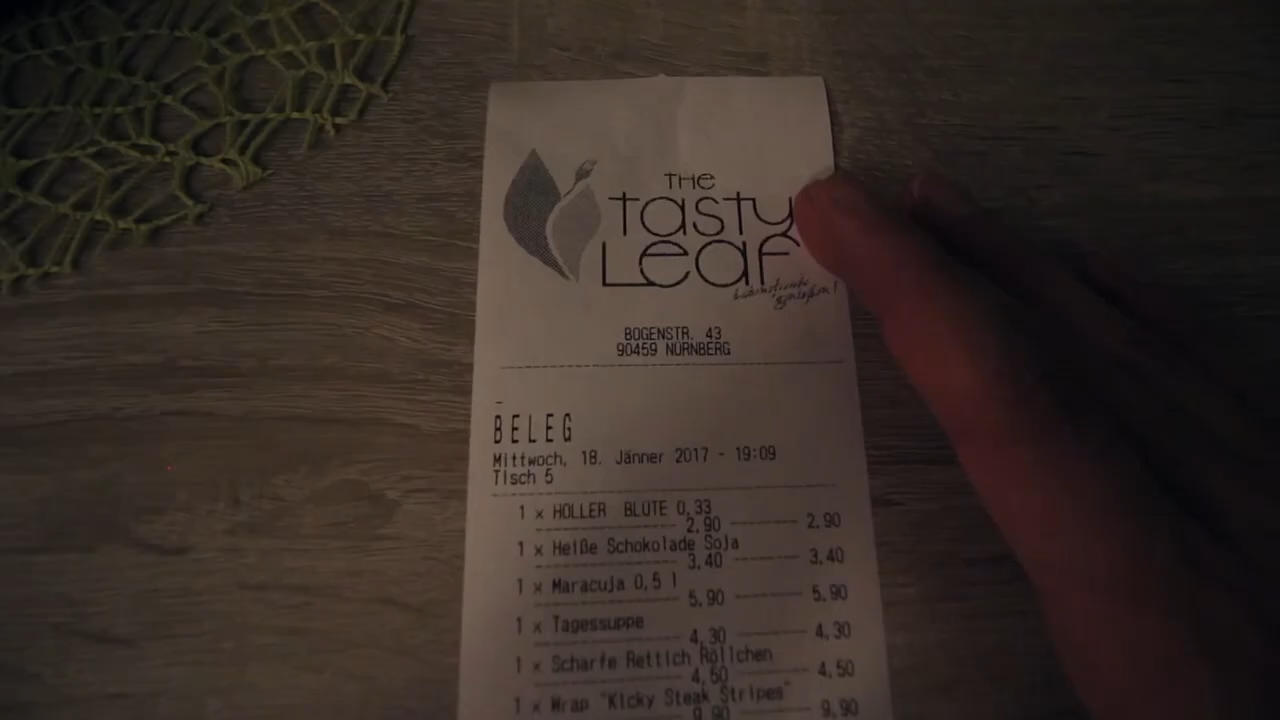 THE
tasty
Leaf
BOGENSTR. 43
90459 NÜRNBERG
BELEG
Mittwoch, 18. Jänner 2017 - 19:09
Tisch 5
1 x HOLLER BLÜTE 0,33
2,90 2,90
1 x Heiße Schokolade Soja
3,40 3,40
1 x Maracuja 0,5 l
5,90 5,90
1 x Tagessuppe
4,30 4,30
1 x Scharfe Rettich Röllchen
4,50 4,50
1 x Wrap "Kicky Steak Stripes"
9,90 9,90